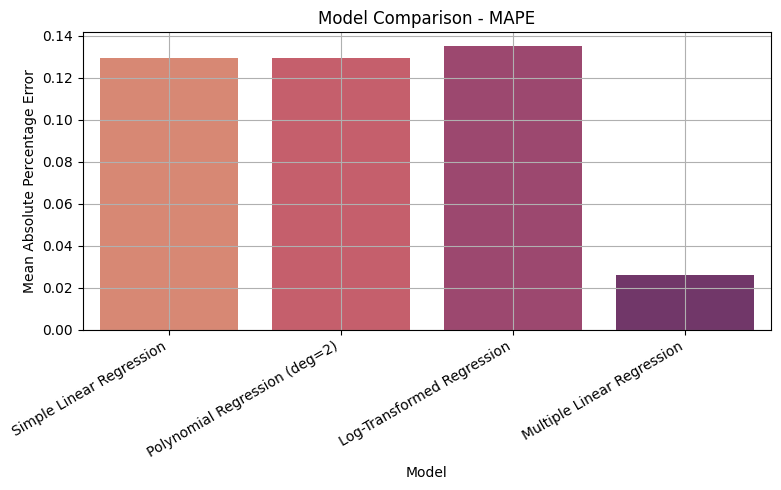 Model Comparison - MAPE
Mean Absolute Percentage Error
0.14
0.12
0.10
0.08
0.06
0.04
0.02
0.00
Simple Linear Regression
Polynomial Regression (deg=2)
Log-Transformed Regression
Multiple Linear Regression
Model